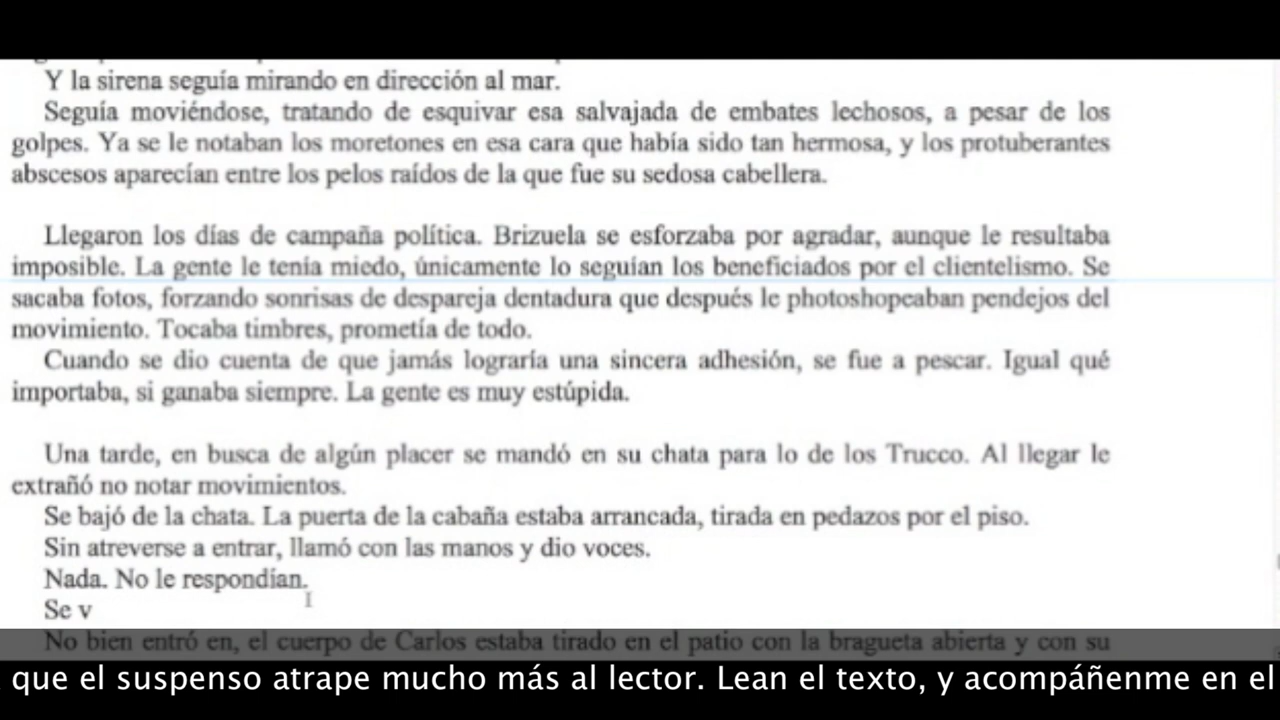 Y la sirena seguía mirando en dirección al mar.
Seguía moviéndose, tratando de esquivar esa salvajada de embates lechosos, a pesar de los
golpes. Ya se le notaban los moretones en esa cara que había sido tan hermosa, y los protuberantes
abscesos aparecían entre los pelos raídos de la que fue su sedosa cabellera.
Llegaron los días de campaña política. Brizuela se esforzaba por agradar, aunque le resultaba
imposible. La gente le tenía miedo, únicamente lo seguían los beneficiados por el clientelismo. Se
sacaba fotos, forzando sonrisas de despareja dentadura que después le photoshopeaban pendejos del
movimiento. Tocaba timbres, prometía de todo.
Cuando se dio cuenta de que jamás lograría una sincera adhesión, se fue a pescar. Igual qué
importaba, si ganaba siempre. La gente es muy estúpida.
Una tarde, en busca de algún placer se mandó en su chata para lo de los Trucco. Al llegar le
extrañó no notar movimientos.
Se bajó de la chata. La puerta de la cabaña estaba arrancada, tirada en pedazos por el piso.
Sin atreverse a entrar, llamó con las manos y dio voces.
Nada. No le respondían.
Se v
No bien entró en, el cuerpo de Carlos estaba tirado en el patio con la bragueta abierta y con su
que el suspenso atrape mucho más al lector. Lean el texto, y acompáñenme en el